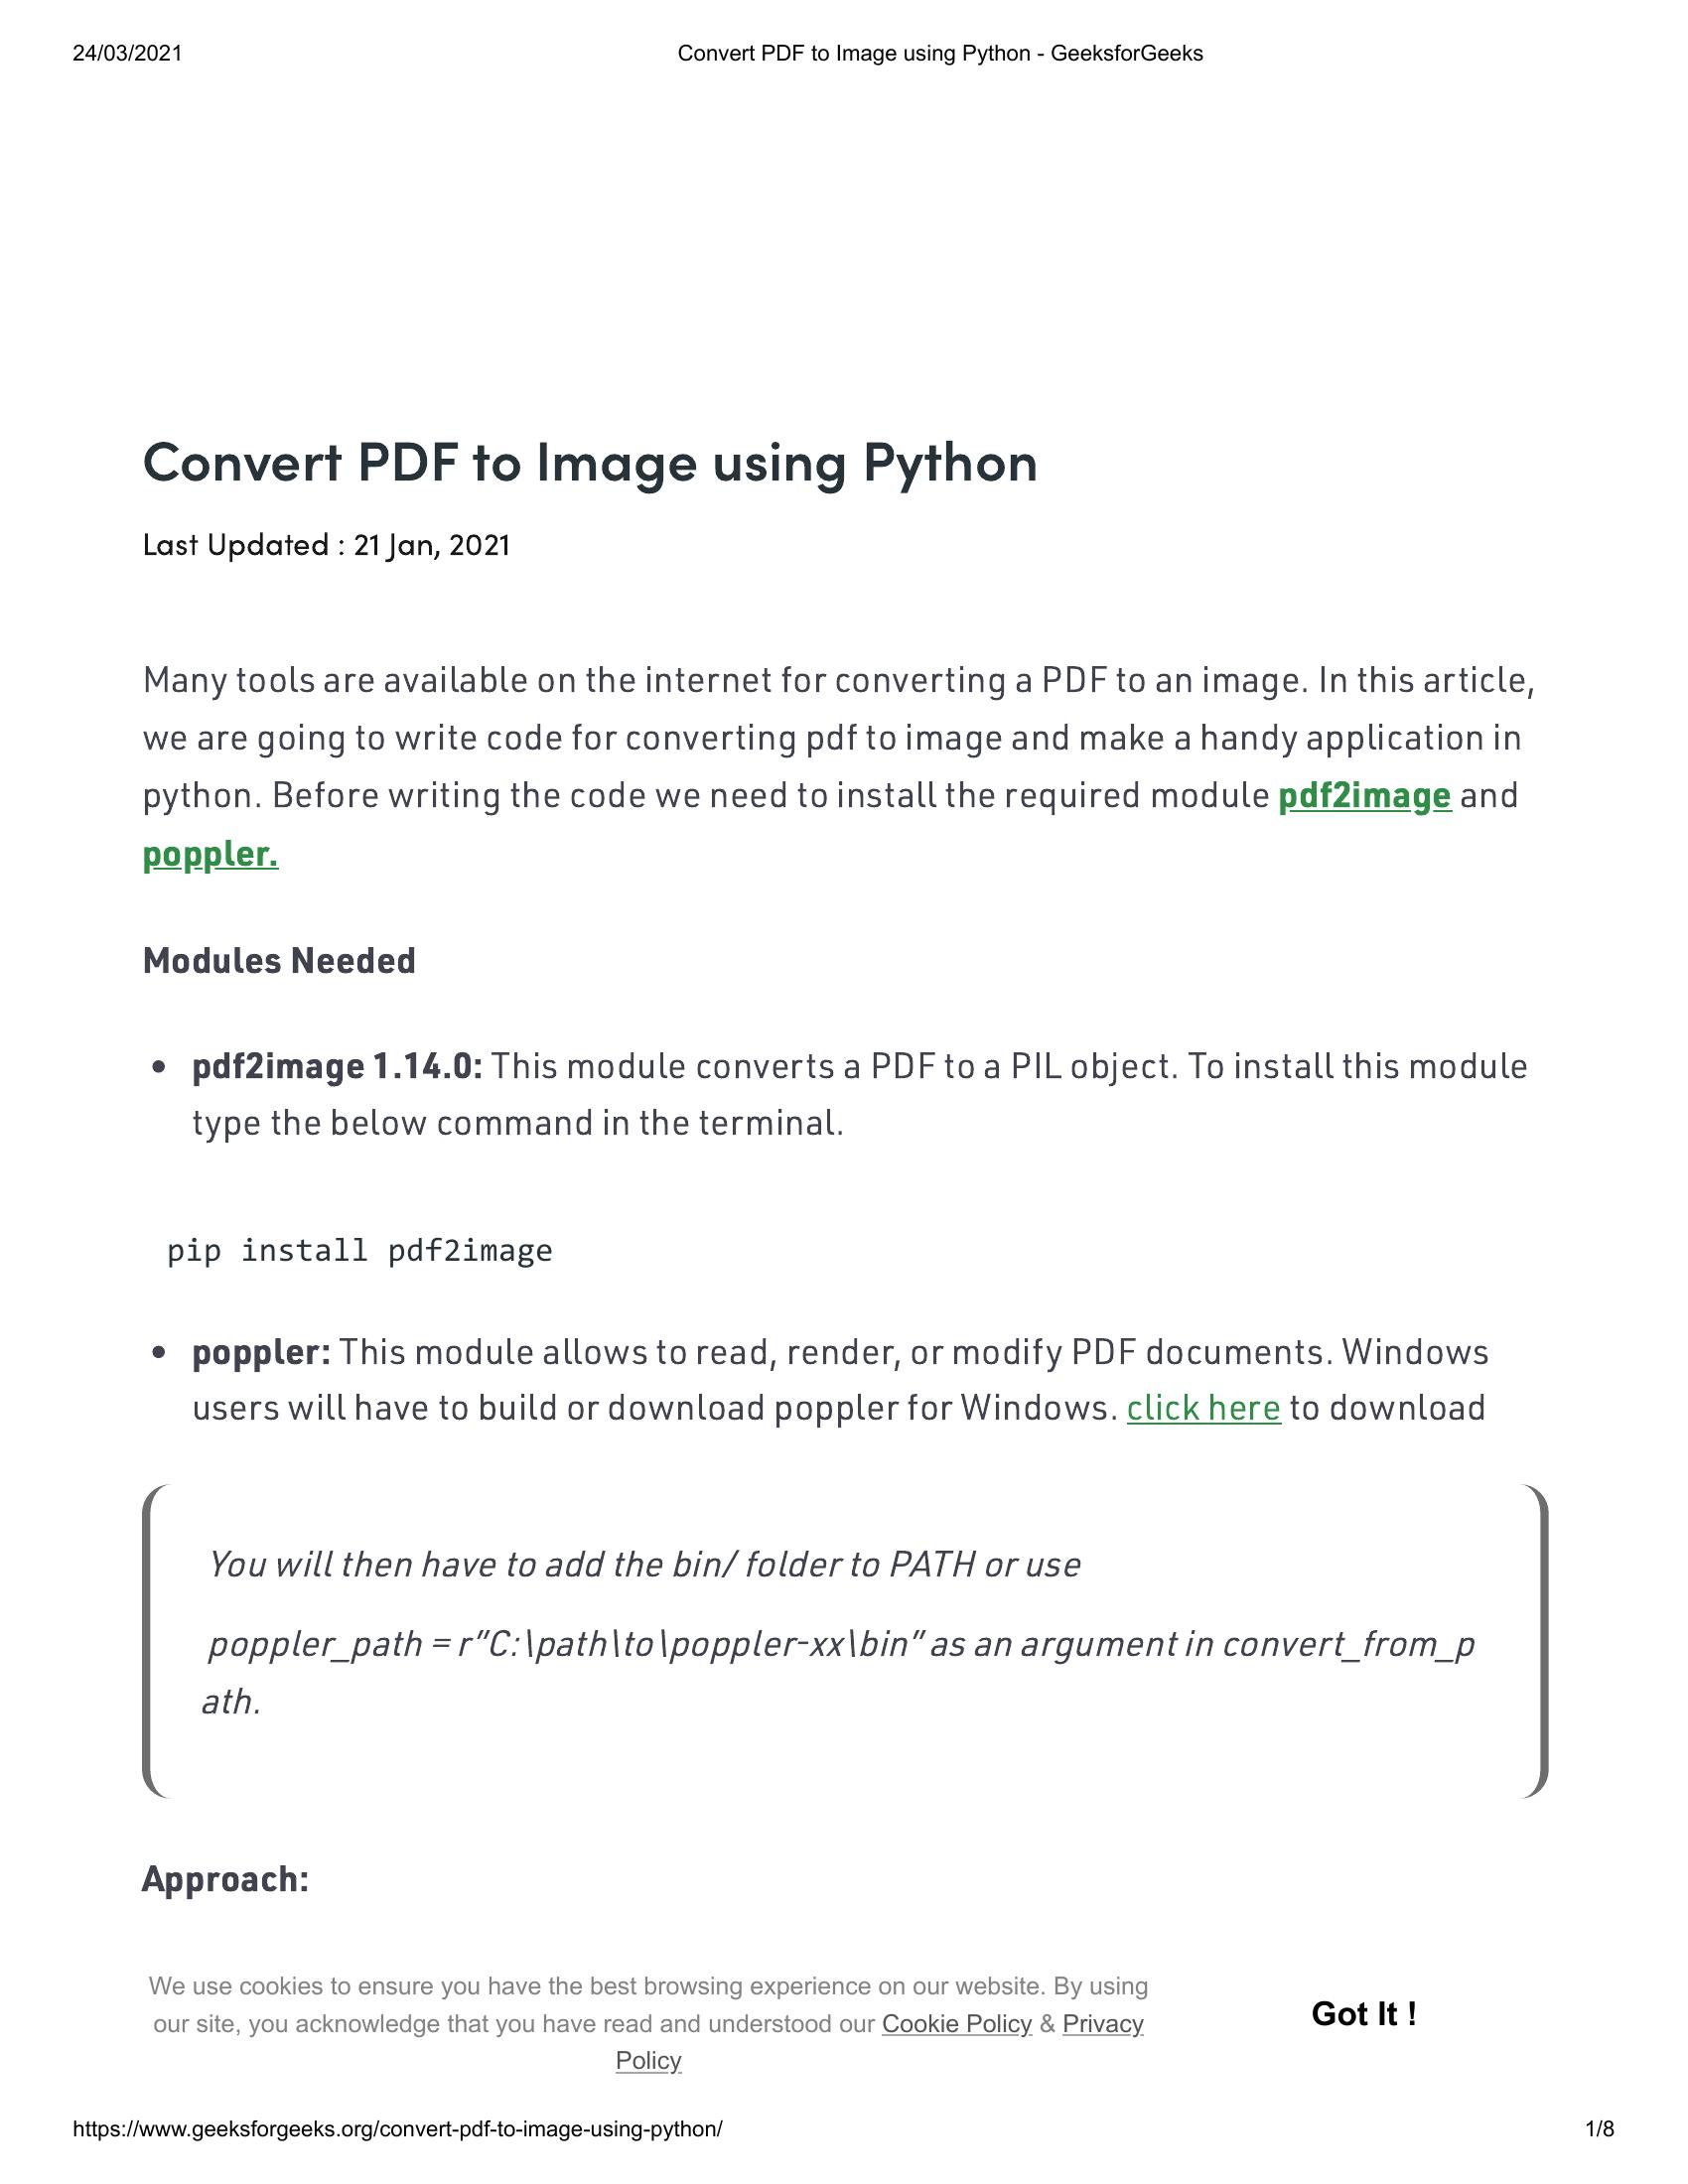 24/03/2021 Convert PDF to Image using Python - GeeksforGeeks
Convert PDF to Image using Python
Last Updated : 21 Jan, 2021
Many tools are available on the internet for converting a PDF to an image. In this article,
we are going to write code for converting pdf to image and make a handy application in
python. Before writing the code we need to install the required module pdf2image and
poppler.
Modules Needed
• pdf2image 1.14.0: This module converts a PDF to a PIL object. To install this module
type the below command in the terminal.
pip install pdf2image
• poppler: This module allows to read, render, or modify PDF documents. Windows
users will have to build or download poppler for Windows. click here to download
You will then have to add the bin/ folder to PATH or use
poppler_path = r”C:\path\to\poppler-xx\bin” as an argument in convert_from_p
ath.
Approach:
We use cookies to ensure you have the best browsing experience on our website. By using
our site, you acknowledge that you have read and understood our Cookie Policy & Privacy
Policy
Got It !
https://www.geeksforgeeks.org/convert-pdf-to-image-using-python/ 1/8